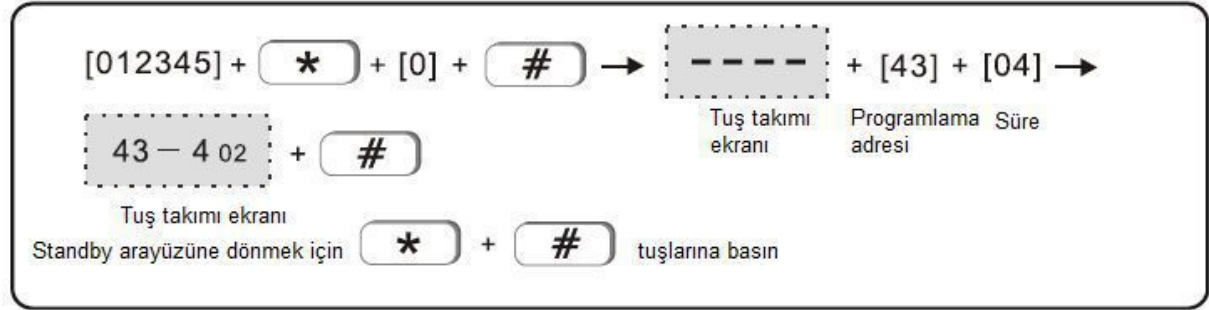 [012345] + * + [0] + # → ---- + [43] + [04] →
Tuş takımı ekranı
Programlama adresi
Süre
43 — 4 02 + #
Tuş takımı ekranı
Standby arayüzüne dönmek için * + # tuşlarına basın